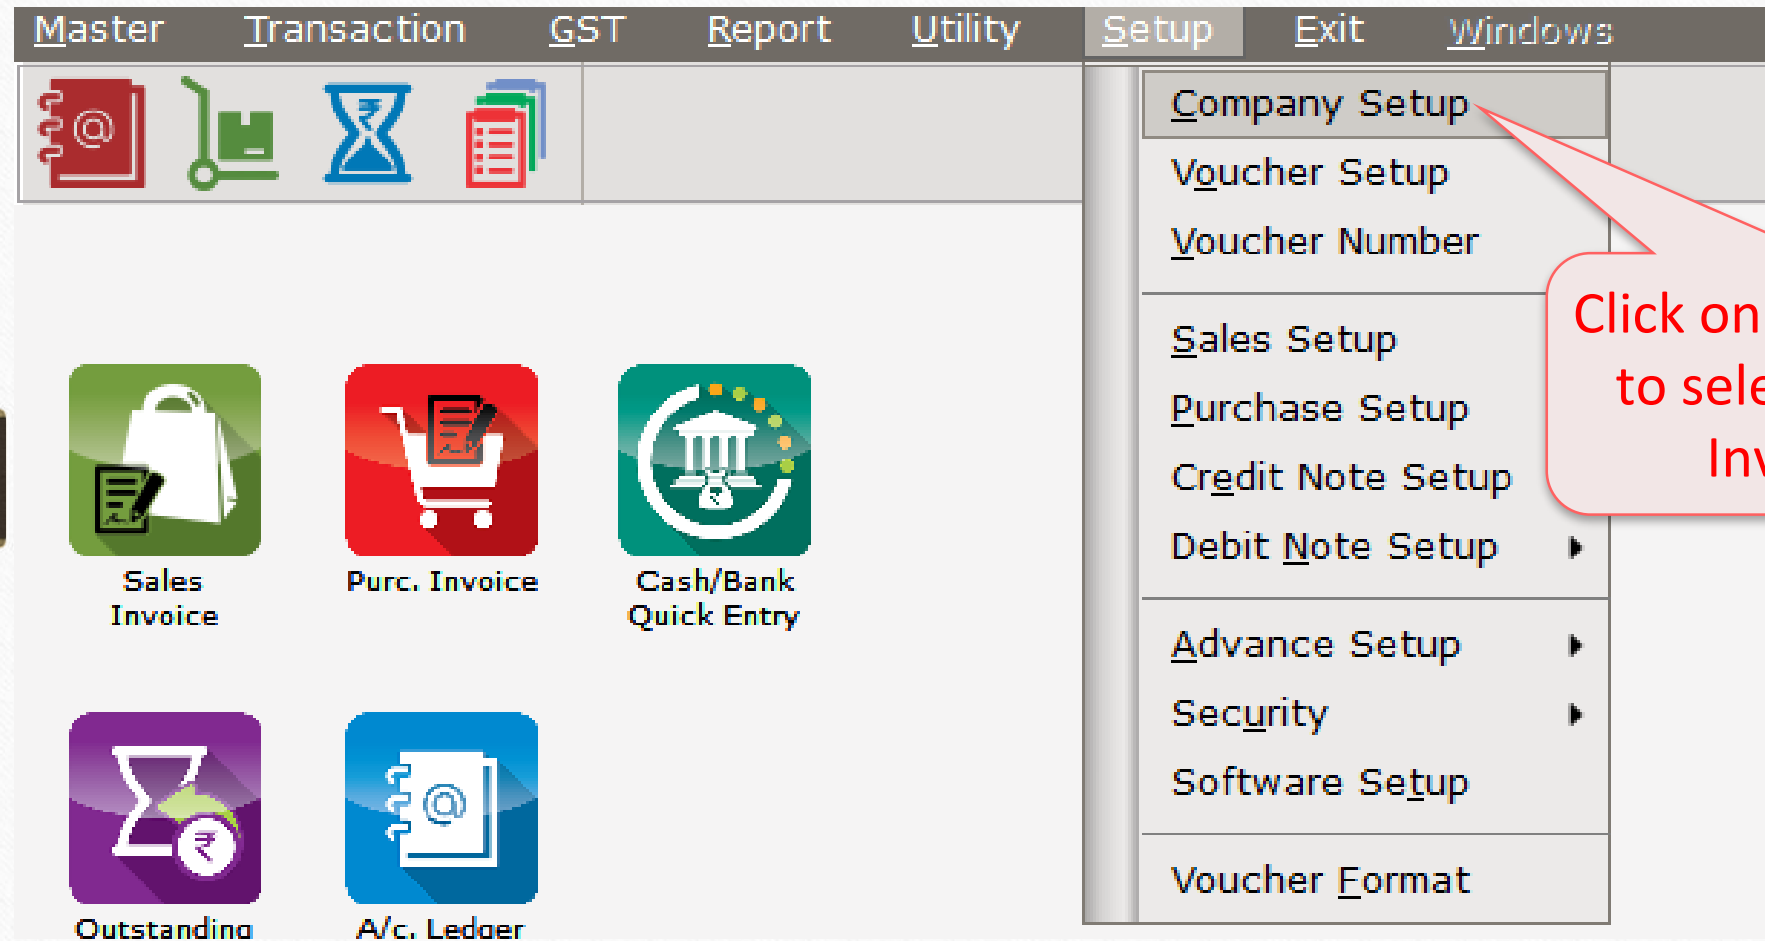 Master Transaction GST Report Utility Setup Exit Windows
Company Setup
Voucher Setup
Voucher Number
Sales Setup
Purchase Setup
Credit Note Setup
Debit Note Setup
Advance Setup
Security
Software Setup
Voucher Format
Click on
to sele
Inv
@
Sales
Invoice
Purc. Invoice
Cash/Bank
Quick Entry
@
Outstanding
A/c. Ledger